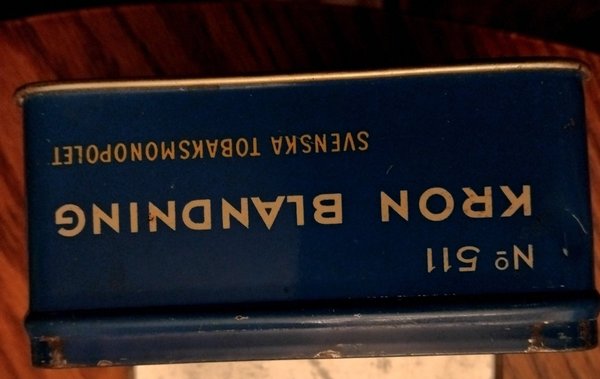 Nº 511
KRON BLANDNING
SVENSKA TOBAKSMONOPOLET